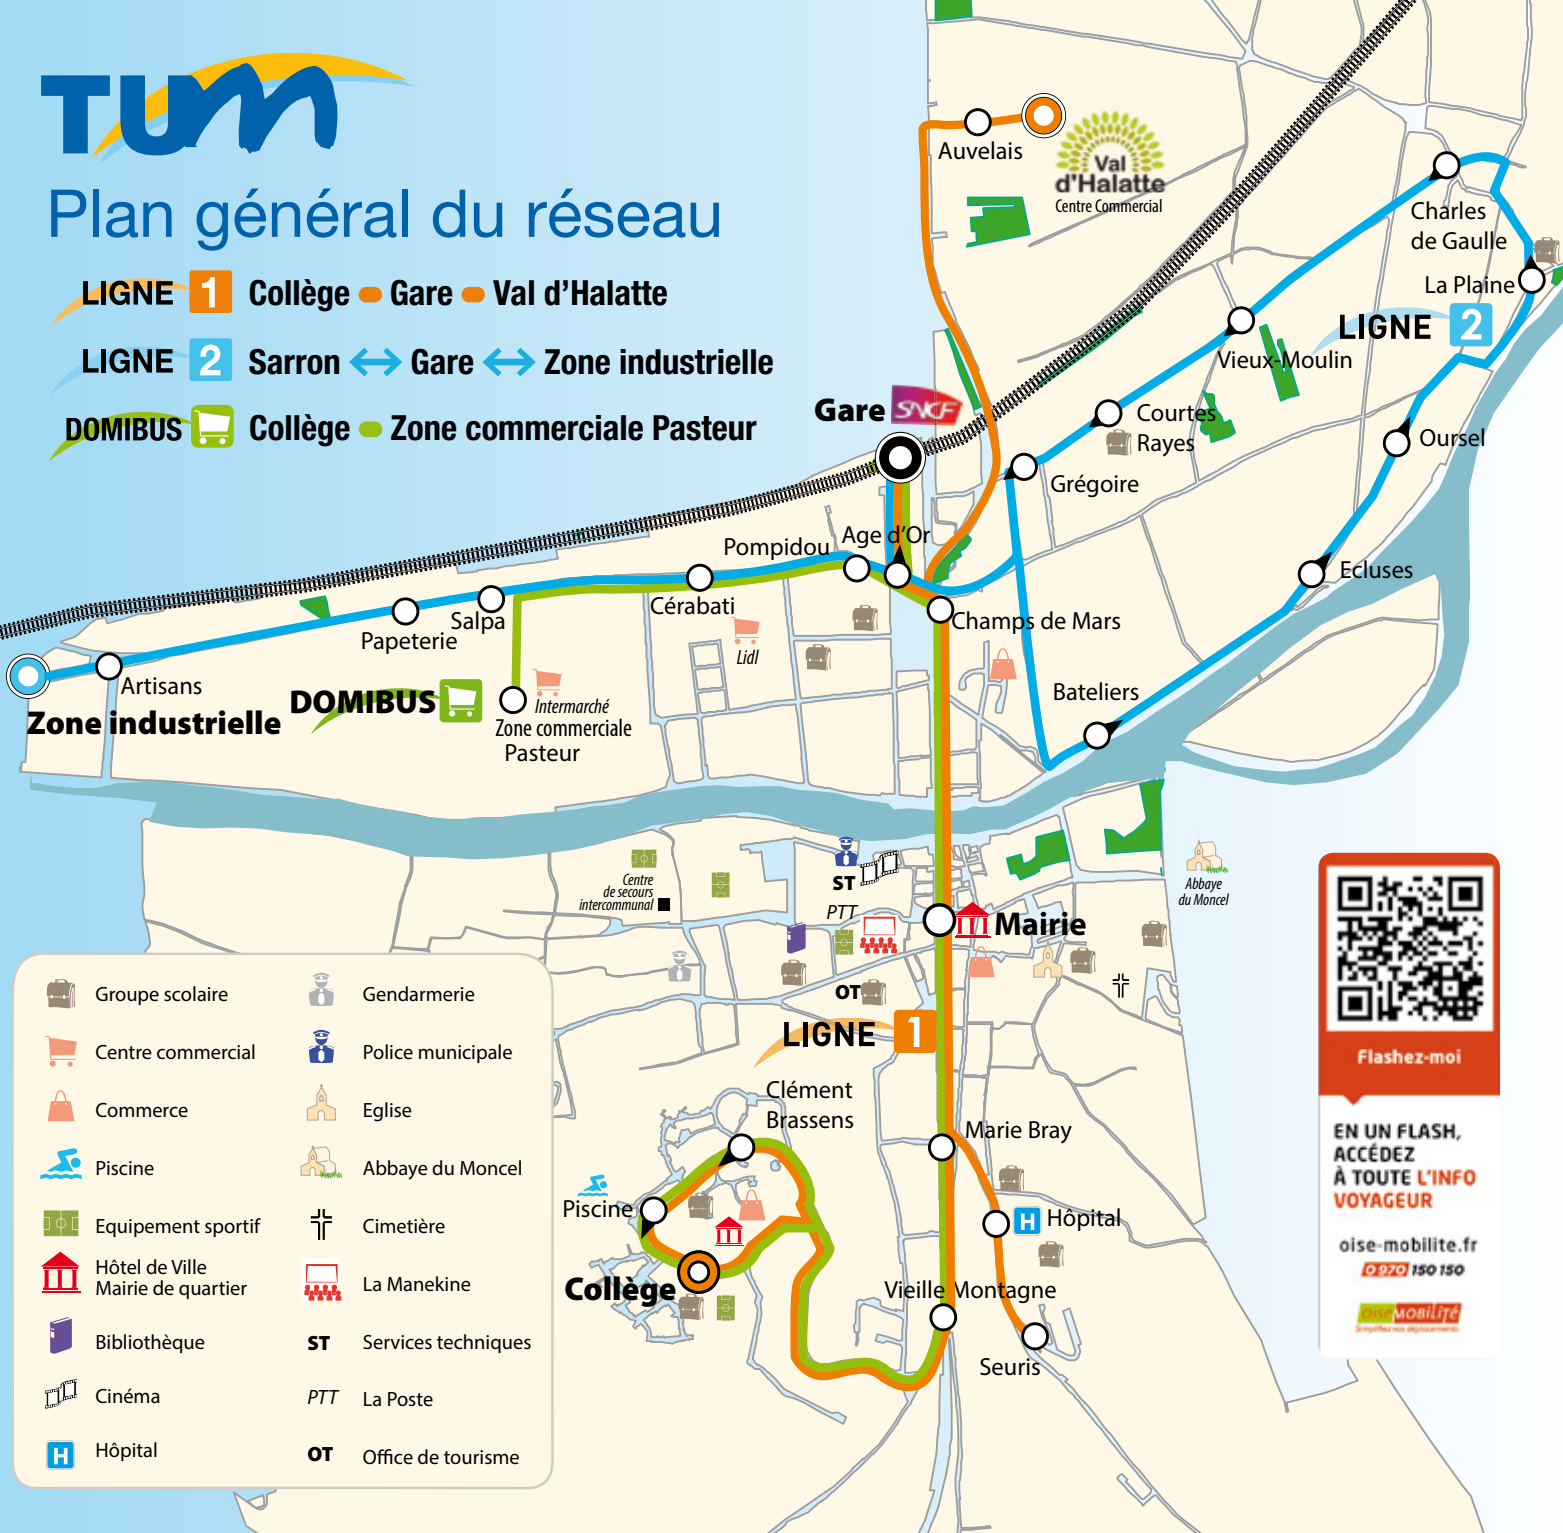 TUM
Plan général du réseau
LIGNE 1 Collège Gare Val d'Halatte
LIGNE 2 Sarron Gare Zone industrielle
DOMIBUS Collège Zone commerciale Pasteur
Auvelais
Val
d'Halatte
Centre Commercial
Charles
de Gaulle
La Plaine
LIGNE 2
Vieux-Moulin
Gare SNCF
Courtes
Rayes
Oursel
Grégoire
Age d'Or
Pompidou
Ecluses
Cérabati
Salpa
Papeterie
Champs de Mars
Lidl
Artisans
Zone industrielle
DOMIBUS
Intermarché
Zone commerciale
Pasteur
Bateliers
Centre
de secours
intercommunal
ST
PTT
Abbaye
du Moncel
Mairie
OT
LIGNE 1
Clément
Brassens
Marie Bray
Piscine
H Hôpital
Collège
Vieille Montagne
Seuris
Groupe scolaire
Centre commercial
Commerce
Piscine
Equipement sportif
Hôtel de Ville
Mairie de quartier
Bibliothèque
Cinéma
H Hôpital
Gendarmerie
Police municipale
Eglise
Abbaye du Moncel
Cimetière
La Manekine
ST Services techniques
PTT La Poste
OT Office de tourisme
Flashez-moi
EN UN FLASH,
ACCÉDEZ
À TOUTE L'INFO
VOYAGEUR
oise-mobilite.fr
0 970 150 150
OISE MOBILITÉ
Simplifiez vos déplacements